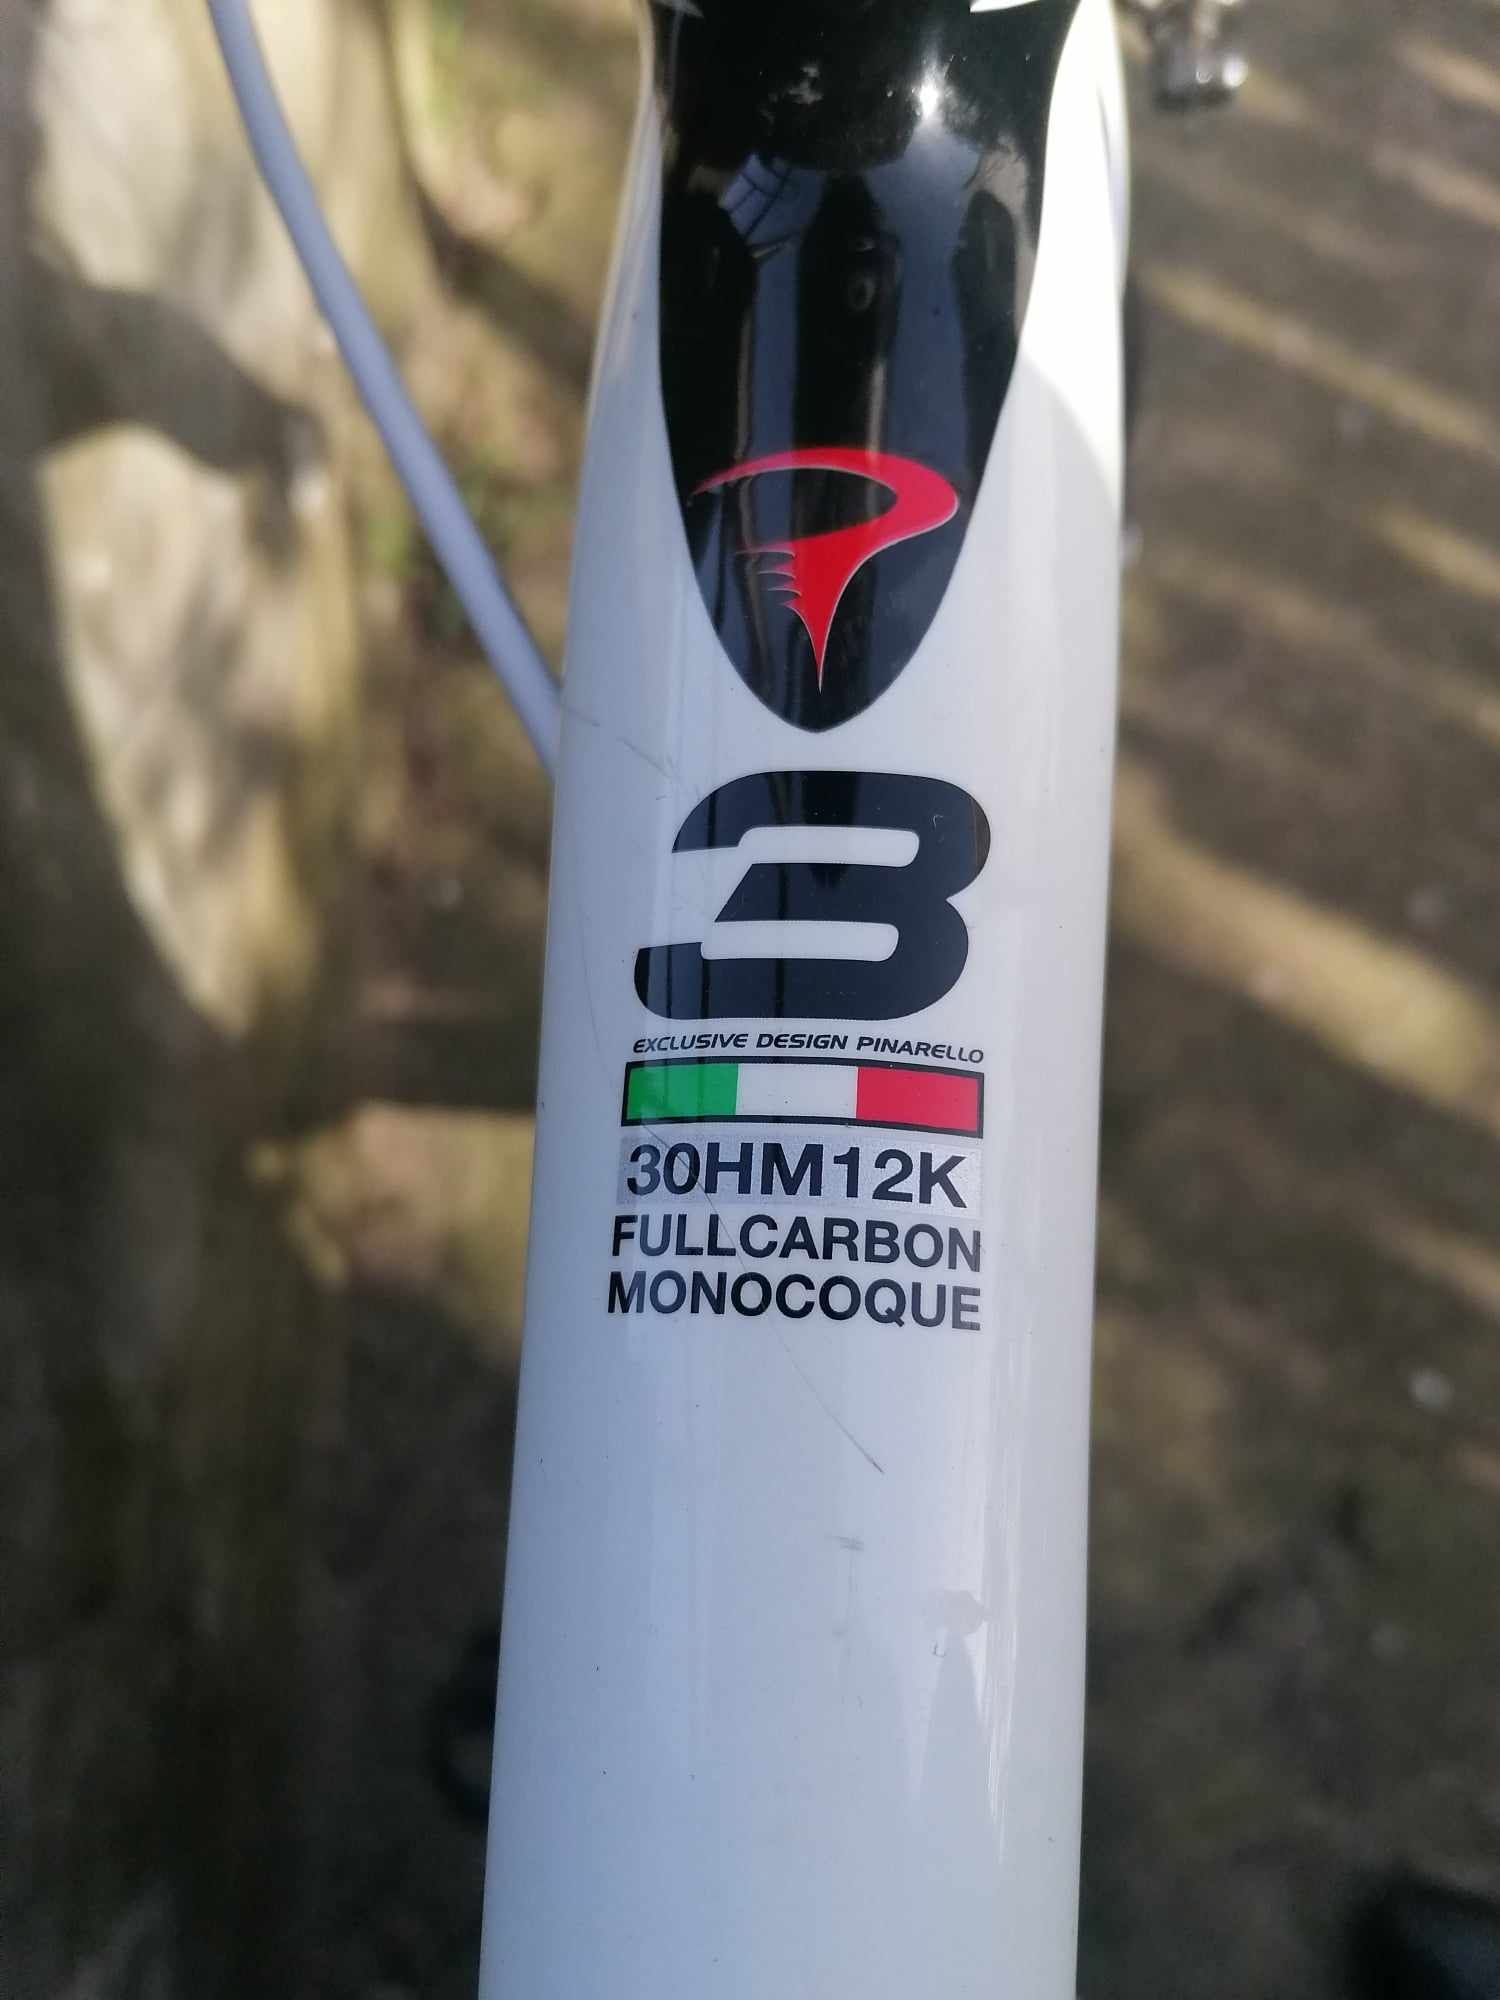 3
EXCLUSIVE DESIGN PINARELLO
30HM12K
FULLCARBON
MONOCOQUE